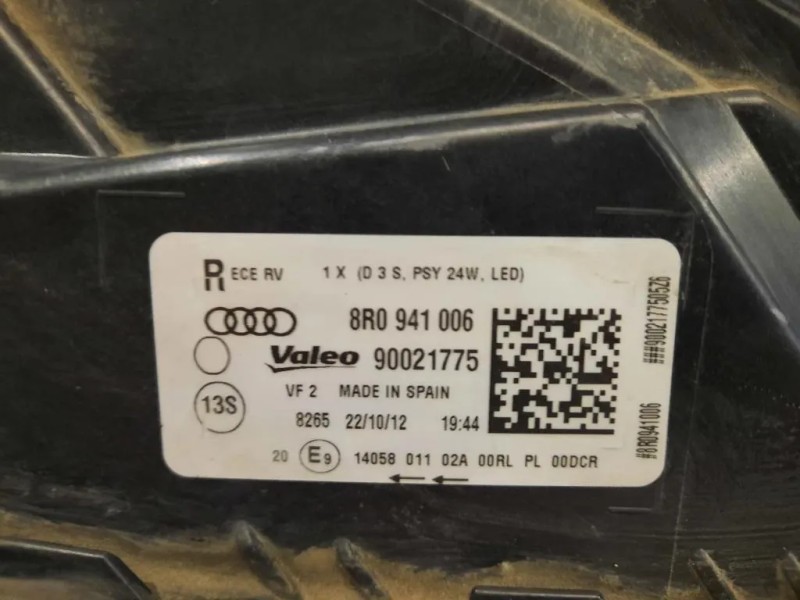 R ECE RV 1 X (D 3 S, PSY 24W, LED)
8R0 941 006
Valeo 90021775
13S
VF 2 MADE IN SPAIN
8265 22/10/12 19:44
20 E9 14058 011 02A 00RL PL 00DCR
#8R0941006 ###9000217750526